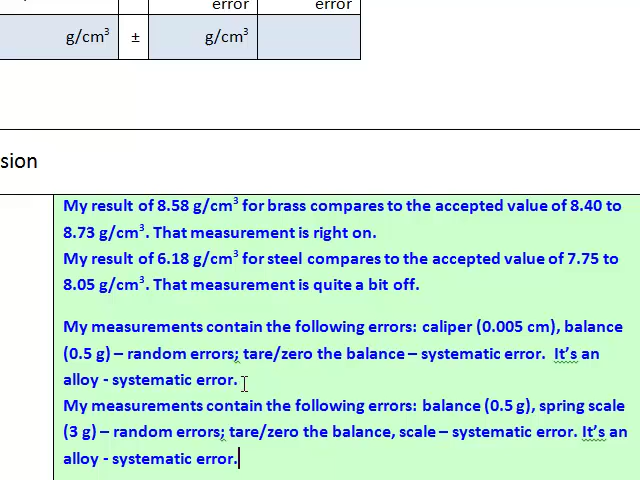 error error
g/cm³ ± g/cm³
sion
My result of 8.58 g/cm³ for brass compares to the accepted value of 8.40 to
8.73 g/cm³. That measurement is right on.
My result of 6.18 g/cm³ for steel compares to the accepted value of 7.75 to
8.05 g/cm³. That measurement is quite a bit off.
My measurements contain the following errors: caliper (0.005 cm), balance
(0.5 g) – random errors; tare/zero the balance – systematic error. It’s an
alloy - systematic error.
My measurements contain the following errors: balance (0.5 g), spring scale
(3 g) – random errors; tare/zero the balance, scale – systematic error. It’s an
alloy - systematic error.